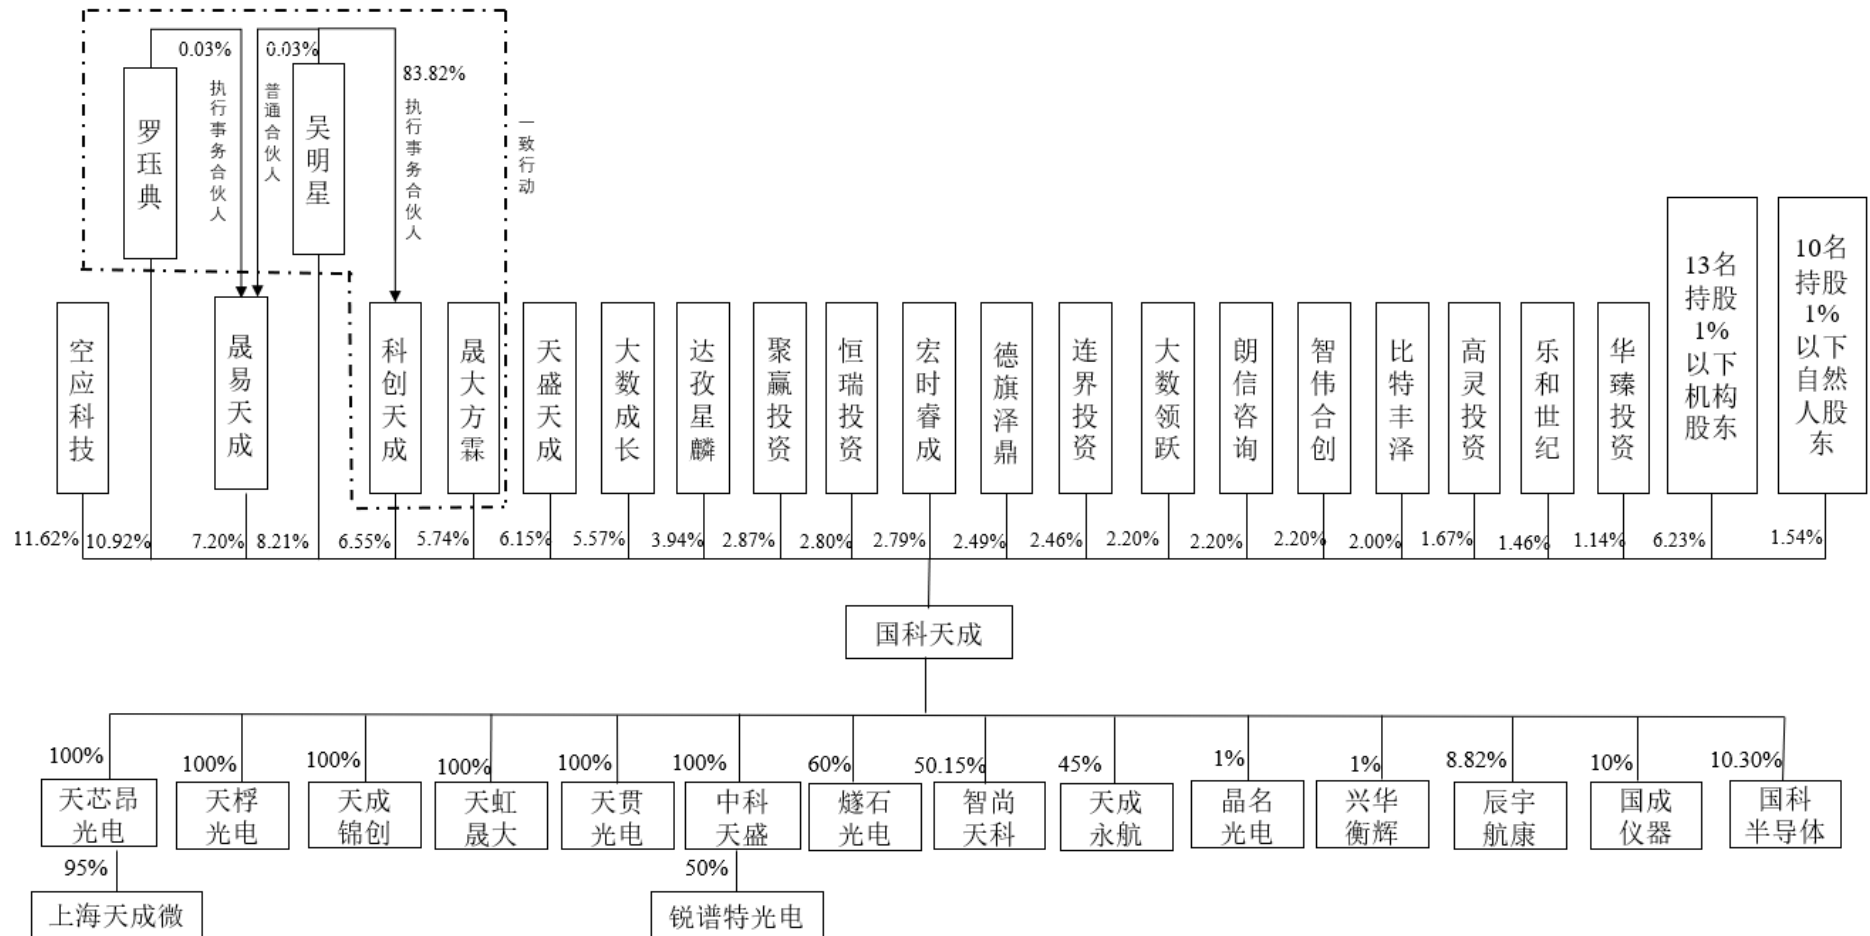 0.03%
0.03%
83.82%
执行事务合伙人
普通合伙人
执行事务合伙人
一致行动
罗珏典
吴明星
空应科技
晟易天成
科创天成
晟大方霖
天盛天成
大数成长
达孜星麟
聚赢投资
恒瑞投资
宏时睿成
德旗泽鼎
连界投资
大数领跃
朗信咨询
智伟合创
比特丰泽
高灵投资
乐和世纪
华臻投资
13名
持股
1%
以下
机构
股东
10名
持股
1%
以下
自然
人股
东
11.62%
10.92%
7.20%
8.21%
6.55%
5.74%
6.15%
5.57%
3.94%
2.87%
2.80%
2.79%
2.49%
2.46%
2.20%
2.20%
2.20%
2.00%
1.67%
1.46%
1.14%
6.23%
1.54%
国科天成
100%
100%
100%
100%
100%
100%
60%
50.15%
45%
1%
1%
8.82%
10%
10.30%
天芯昂
光电
天桴
光电
天成
锦创
天虹
晟大
天贯
光电
中科
天盛
燧石
光电
智尚
天科
天成
永航
晶名
光电
兴华
衡辉
辰宇
航康
国成
仪器
国科
半导体
95%
50%
上海天成微
锐谱特光电